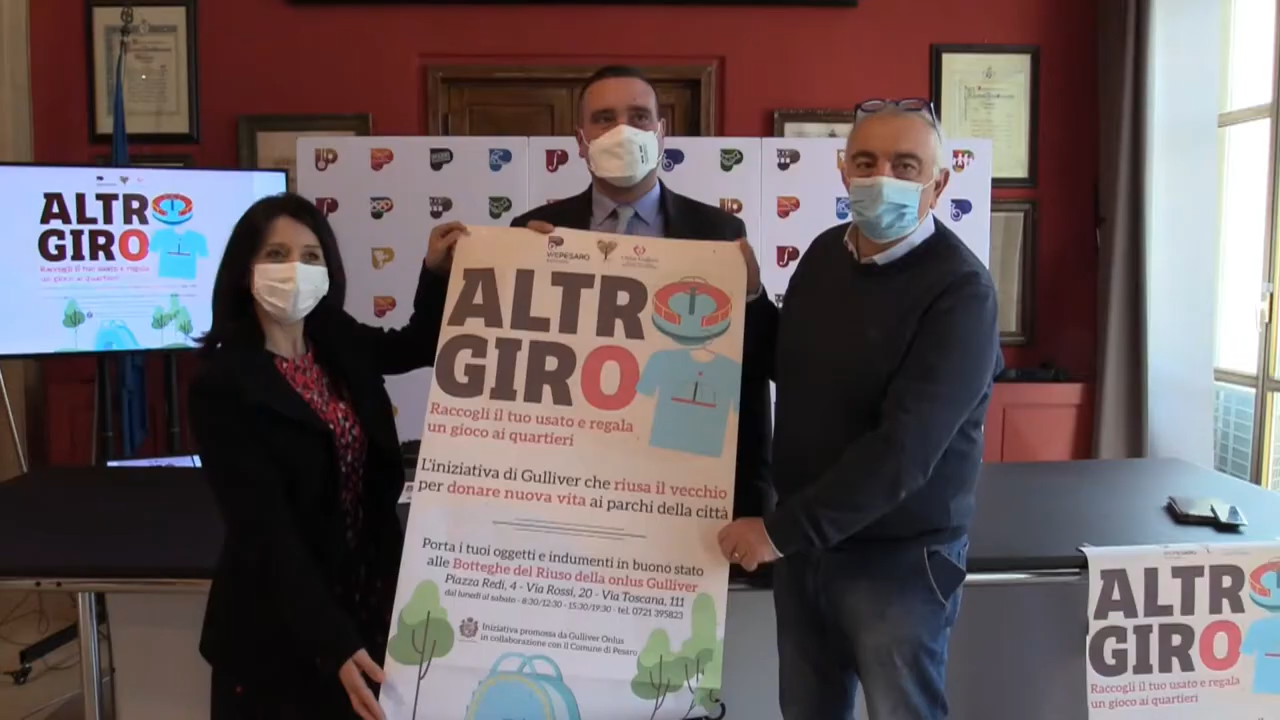 ALTR
GIRO
Raccogli il tuo usato e regala
un gioco ai quartieri
WEPESARO
ALTR
GIRO
Raccogli il tuo usato e regala
un gioco ai quartieri
L'iniziativa di Gulliver che riusa il vecchio
per donare nuova vita ai parchi della città
Porta i tuoi oggetti e indumenti in buono stato
alle Botteghe del Riuso della onlus Gulliver
Piazza Redi, 4 - Via Rossi, 20 - Via Toscana, 111
dal lunedì al sabato - 8:30/12:30 - 15:30/19:30 - tel. 0721 395823
Iniziativa promossa da Gulliver Onlus
in collaborazione con il Comune di Pesaro
ALTR
GIRO
Raccogli il tuo usato e regala
un gioco ai quartieri